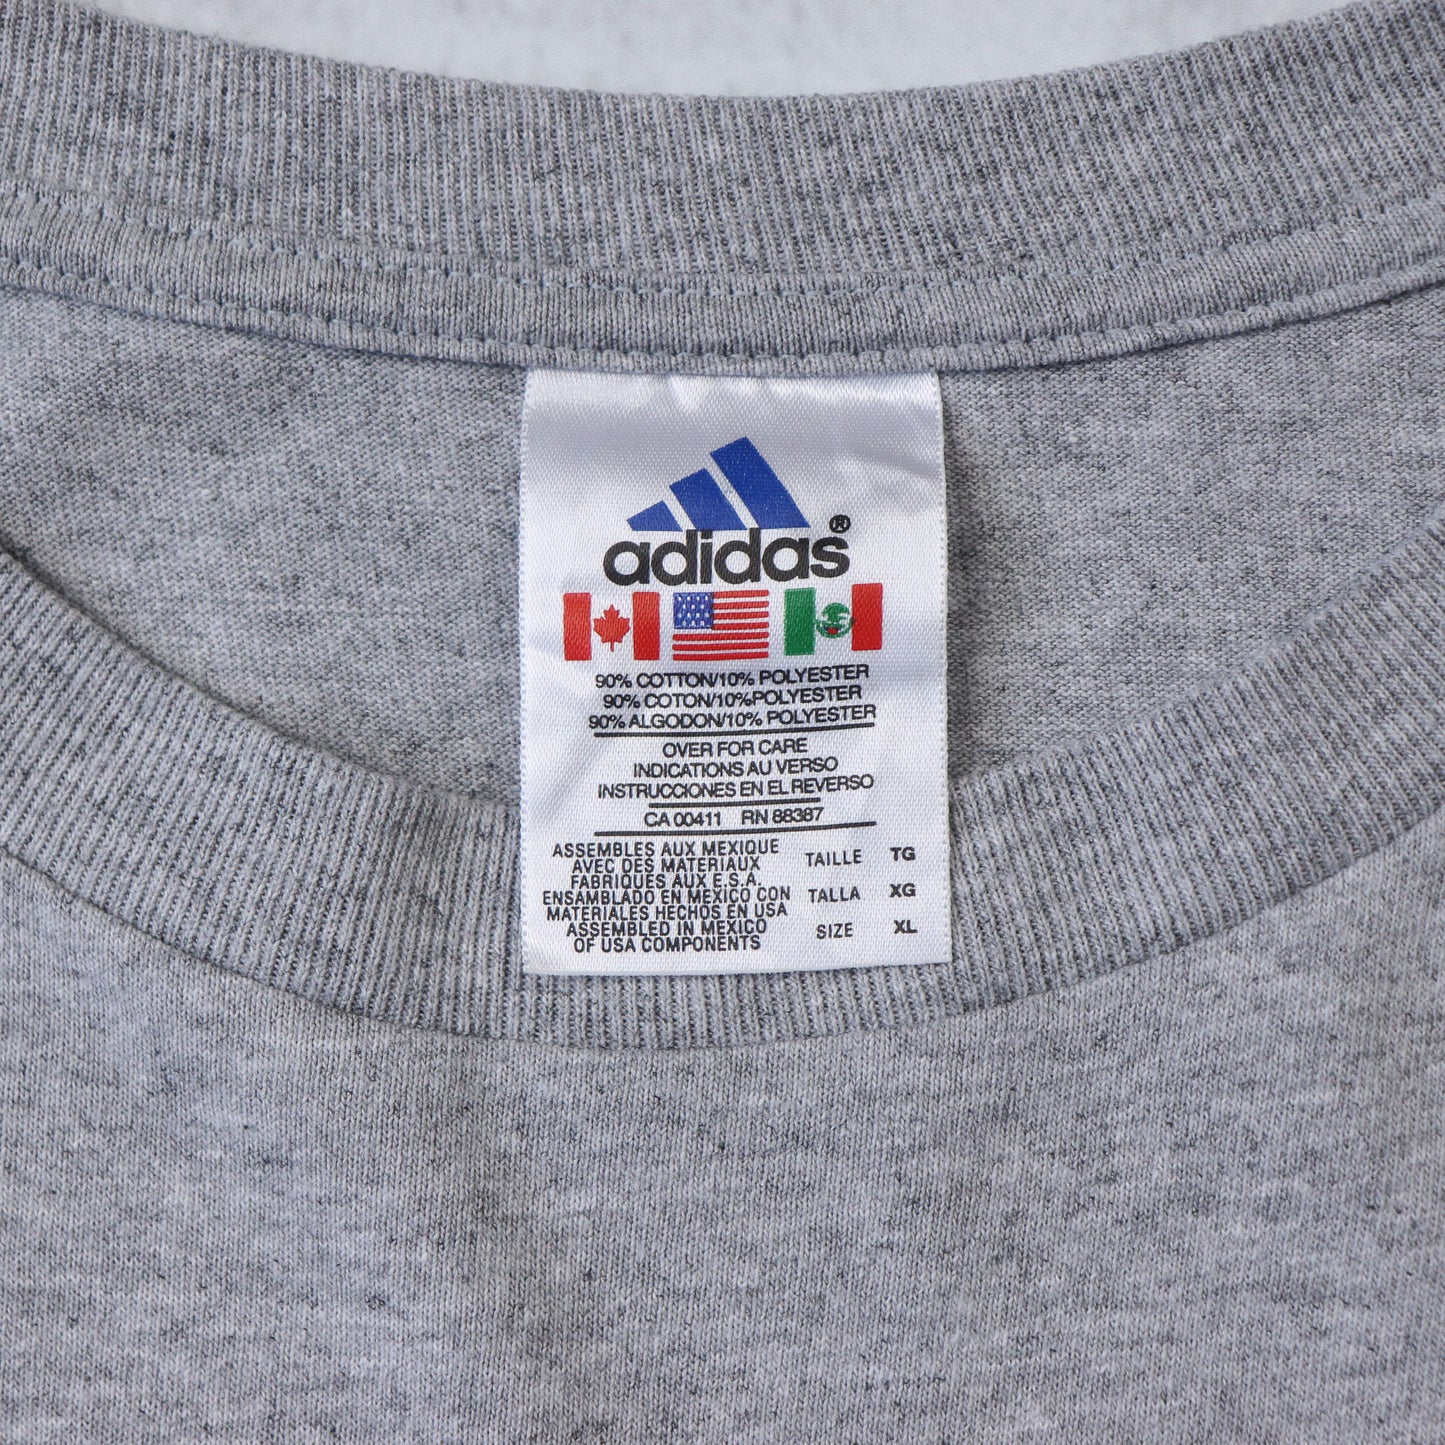 adidas®
90% COTTON/10% POLYESTER
90% COTON/10%POLYESTER
90% ALGODON/10% POLYESTER
OVER FOR CARE
INDICATIONS AU VERSO
INSTRUCCIONES EN EL REVERSO
CA 00411 RN 88387
ASSEMBLES AUX MEXIQUE
AVEC DES MATERIAUX
FABRIQUES AUX E.S.A.
ENSAMBLADO EN MEXICO CON
MATERIALES HECHOS EN USA
ASSEMBLED IN MEXICO
OF USA COMPONENTS
TAILLE TG
TALLA XG
SIZE XL